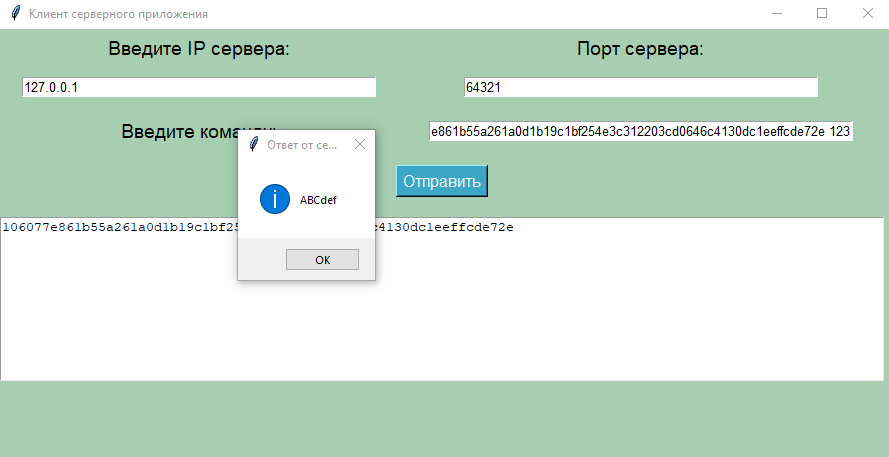 Клиент серверного приложения
Введите IP сервера:
Порт сервера:
127.0.0.1
64321
Введите
e861b55a261a0d1b19c1bf254e3c312203cd0646c4130dc1eeffcde72e 123
Ответ от се...
Отправить
ABCdef
106077e861b55a261a0d1b19c1bf25
c4130dc1eeffcde72e
OK